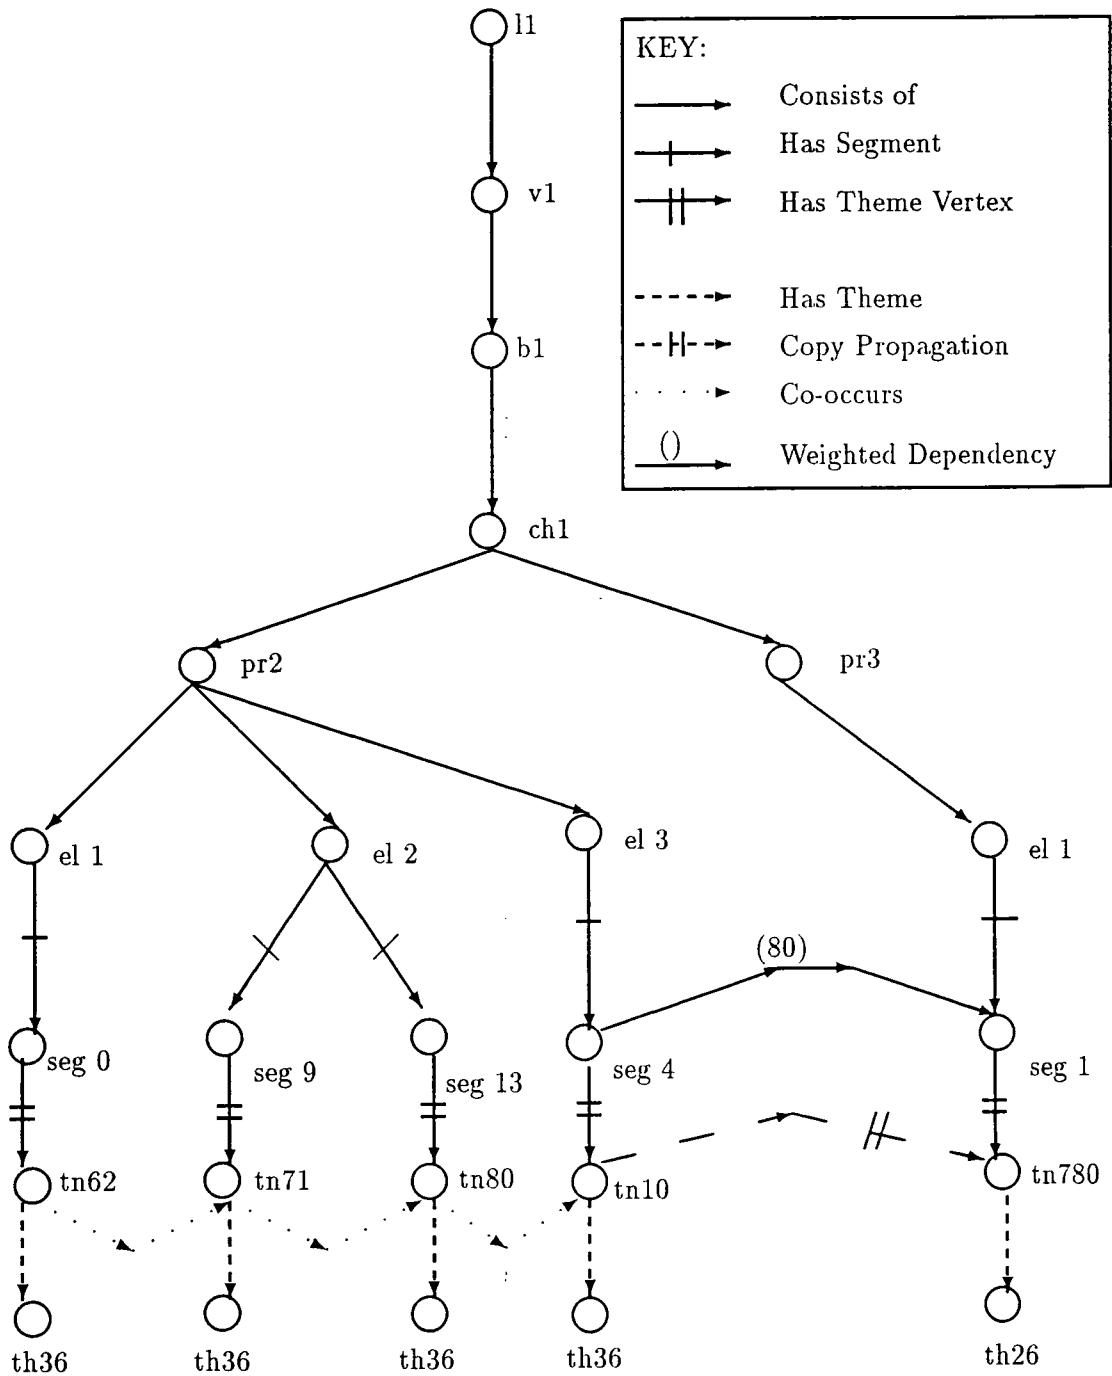 l1
KEY:
Consists of
Has Segment
v1
Has Theme Vertex
Has Theme
b1
Copy Propagation
Co-occurs
()
Weighted Dependency
ch1
pr2
pr3
el 1
el 2
el 3
el 1
(80)
seg 0
seg 9
seg 13
seg 4
seg 1
tn62
tn71
tn80
tn10
tn780
th36
th36
th36
th36
th26